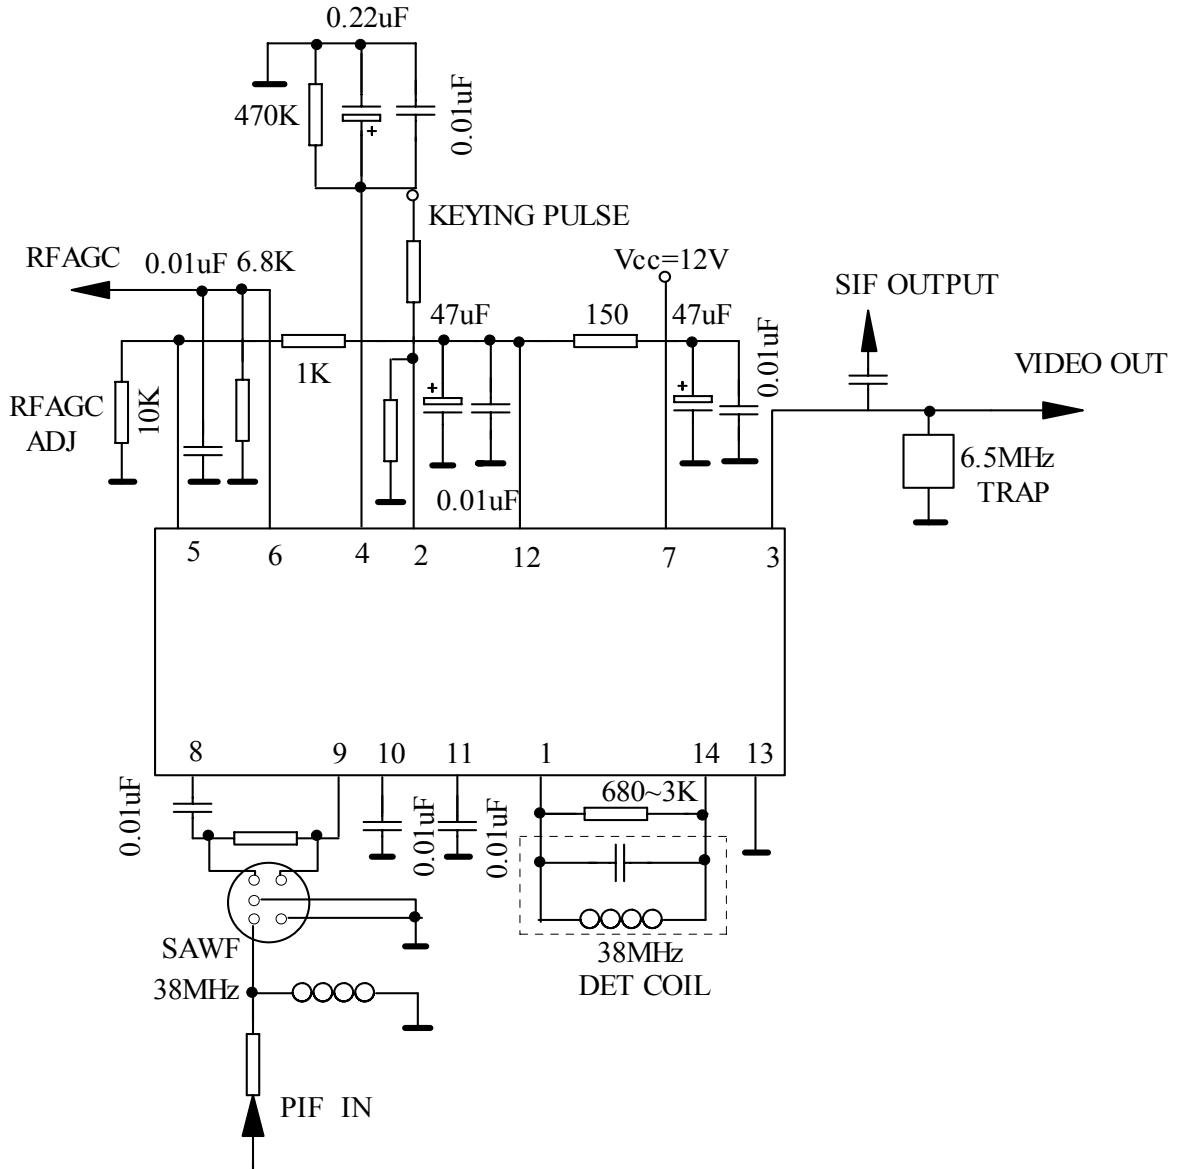 0.22uF
470K
+
0.01uF
KEYING PULSE
RFAGC
0.01uF
6.8K
Vcc=12V
SIF OUTPUT
47uF
150
47uF
0.01uF
VIDEO OUT
1K
RFAGC
ADJ
10K
+
+
0.01uF
6.5MHz
TRAP
5
6
4
2
12
7
3
8
9
10
11
1
14
13
0.01uF
0.01uF
0.01uF
680~3K
SAWF
38MHz
38MHz
DET COIL
PIF IN